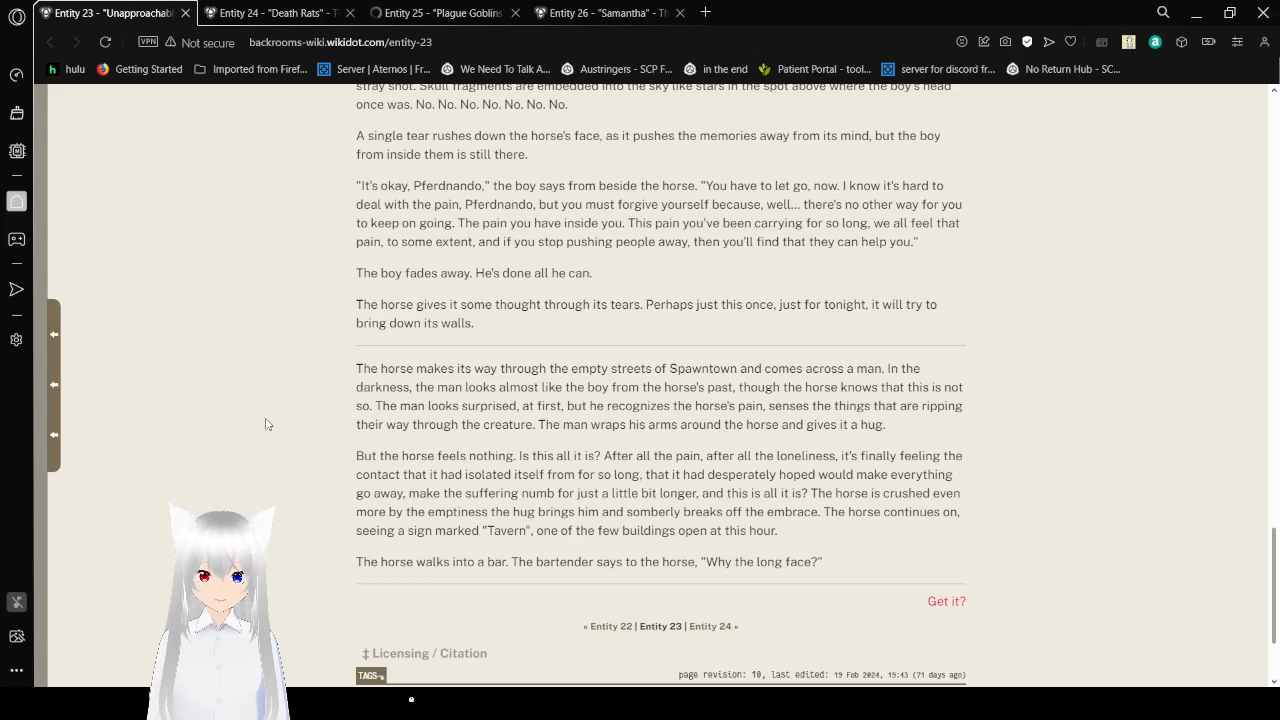 Entity 23 - "Unapproachabl
Entity 24 - "Death Rats" - T
Entity 25 - "Plague Goblins"
Entity 26 - "Samantha" - Th
VPN
Not secure
backrooms-wiki.wikidot.com/entity-23
hulu
Getting Started
Imported from Firef...
Server | Aternos | Fr...
We Need To Talk A...
Austringers - SCP F...
in the end
Patient Portal - tool...
server for discord fr...
No Return Hub - SC...
stray shot. Skull fragments are embedded into the sky like stars in the spot above where the boy's head
once was. No. No. No. No. No. No. No.
A single tear rushes down the horse's face, as it pushes the memories away from its mind, but the boy
from inside them is still there.
"It's okay, Pferdnando," the boy says from beside the horse. "You have to let go, now. I know it's hard to
deal with the pain, Pferdnando, but you must forgive yourself because, well... there's no other way for you
to keep on going. The pain you have inside you. This pain you've been carrying for so long, we all feel that
pain, to some extent, and if you stop pushing people away, then you'll find that they can help you."
The boy fades away. He's done all he can.
The horse gives it some thought through its tears. Perhaps just this once, just for tonight, it will try to
bring down its walls.
The horse makes its way through the empty streets of Spawntown and comes across a man. In the
darkness, the man looks almost like the boy from the horse's past, though the horse knows that this is not
so. The man looks surprised, at first, but he recognizes the horse's pain, senses the things that are ripping
their way through the creature. The man wraps his arms around the horse and gives it a hug.
But the horse feels nothing. Is this all it is? After all the pain, after all the loneliness, it's finally feeling the
contact that it had isolated itself from for so long, that it had desperately hoped would make everything
go away, make the suffering numb for just a little bit longer, and this is all it is? The horse is crushed even
more by the emptiness the hug brings him and somberly breaks off the embrace. The horse continues on,
seeing a sign marked "Tavern", one of the few buildings open at this hour.
The horse walks into a bar. The bartender says to the horse, "Why the long face?"
Get it?
« Entity 22 | Entity 23 | Entity 24 »
‡ Licensing / Citation
TAGS
page revision: 10, last edited: 19 Feb 2024, 19:43 (71 days ago)